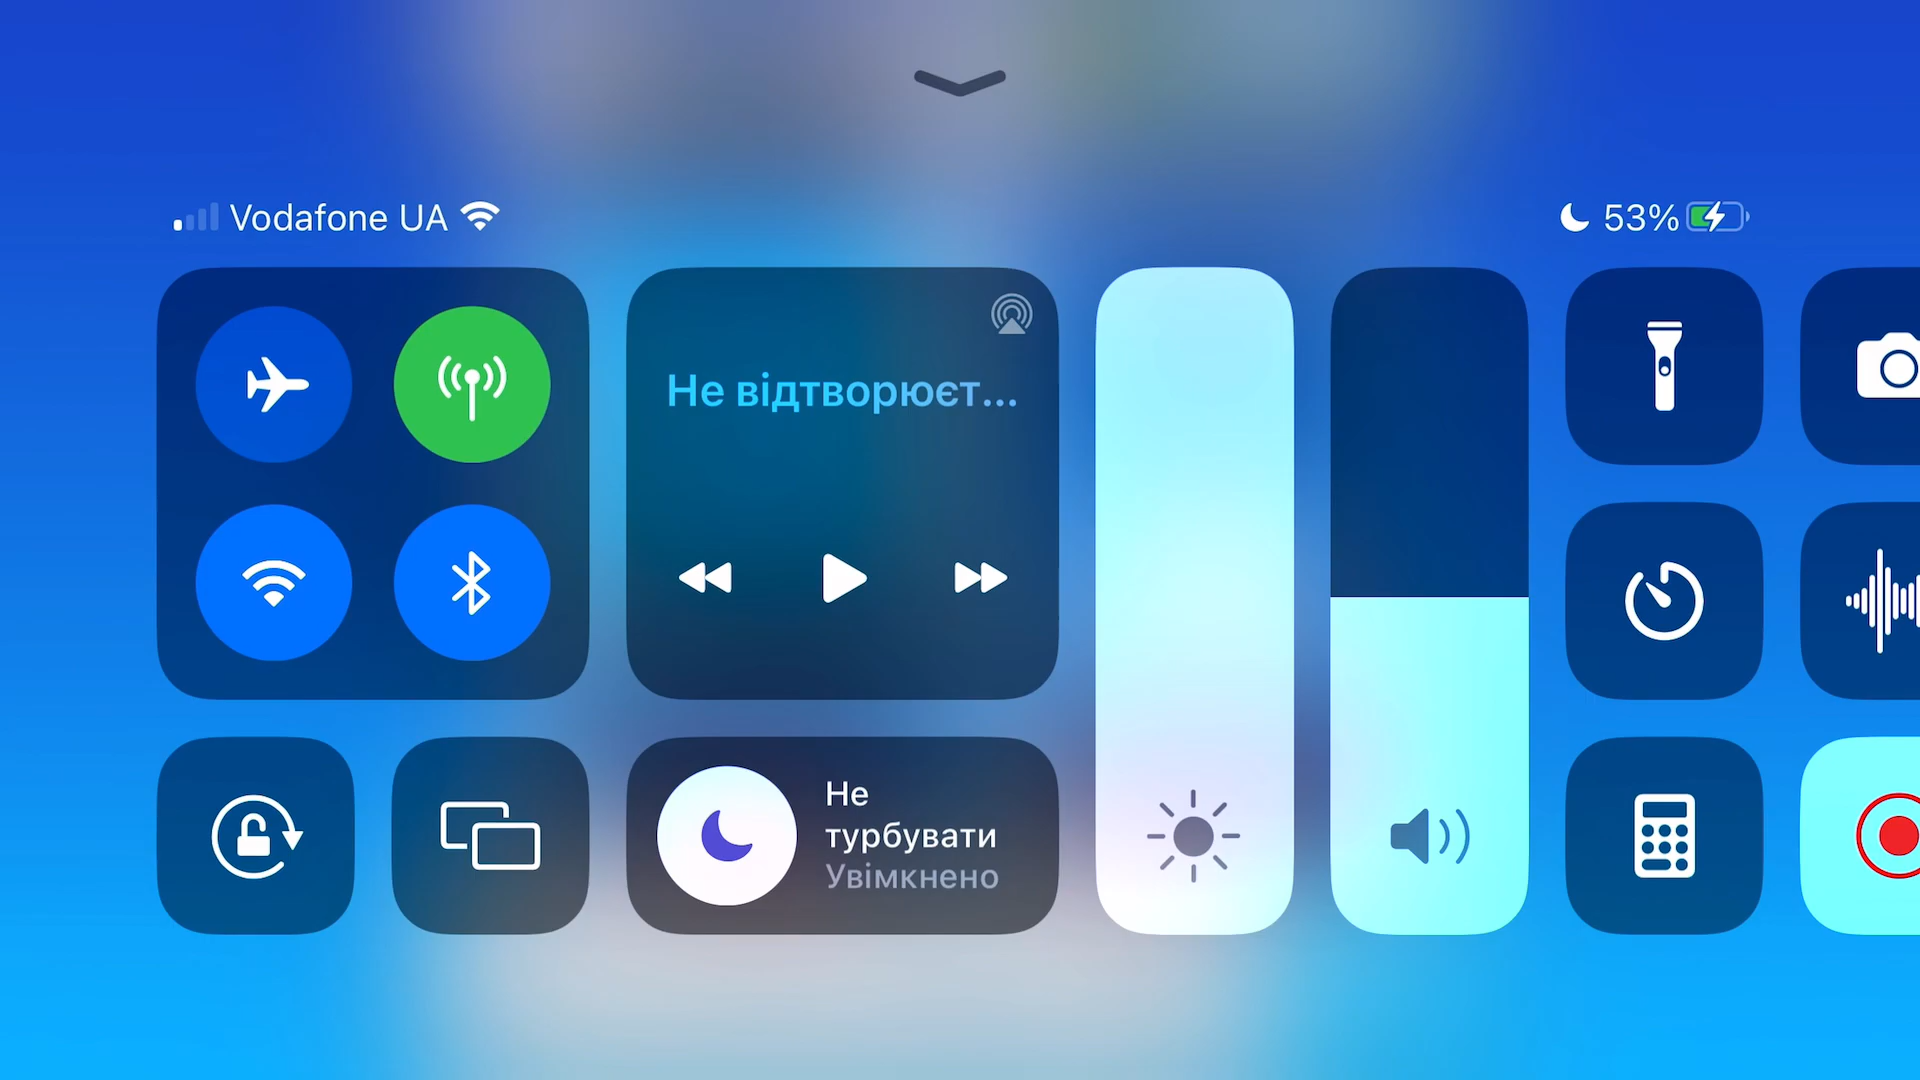 Vodafone UA
53%
Не відтворюєт...
Не
турбувати
Увімкнено